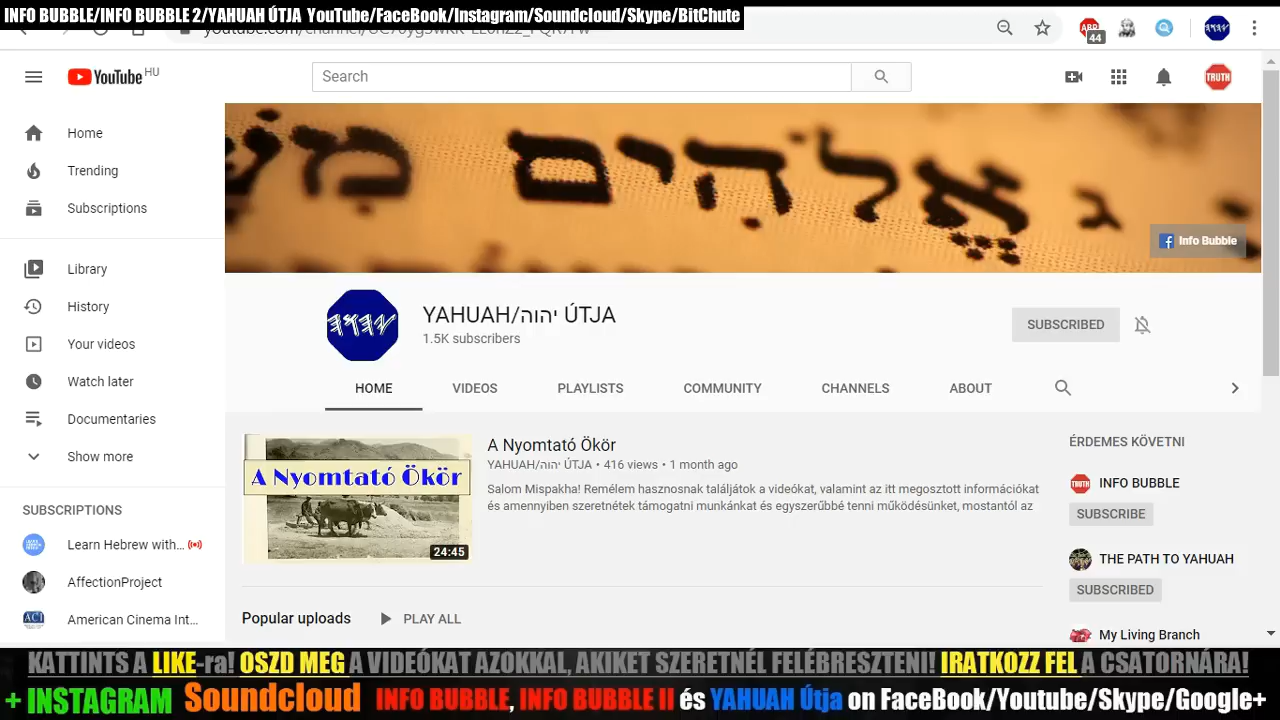 INFO BUBBLE/INFO BUBBLE 2/YAHUAH ÚTJA YouTube/FaceBook/Instagram/Soundcloud/Skype/BitChute
ABP
44
YouTube HU
Search
TRUTH
אלהים
Info Bubble
Home
Trending
Subscriptions
Library
History
Your videos
Watch later
Documentaries
Show more
SUBSCRIPTIONS
Learn Hebrew with...
AffectionProject
American Cinema Int...
YAHUAH/יהוה ÚTJA
1.5K subscribers
SUBSCRIBED
HOME VIDEOS PLAYLISTS COMMUNITY CHANNELS ABOUT
A Nyomtató Ökör
24:45
A Nyomtató Ökör
YAHUAH/יהוה ÚTJA • 416 views • 1 month ago
Salom Mispakha! Remélem hasznosnak találjátok a videókat, valamint az itt megosztott információkat
és amennyiben szeretnétek támogatni munkánkat és egyszerűbbé tenni működésünket, mostantól az
Popular uploads PLAY ALL
ÉRDEMES KÖVETNI
TRUTH
INFO BUBBLE
SUBSCRIBE
THE PATH TO YAHUAH
SUBSCRIBED
My Living Branch
KATTINTS A LIKE-ra! OSZD MEG A VIDEÓKAT AZOKKAL, AKIKET SZERETNÉL FELÉBRESZTENI! IRATKOZZ FEL A CSATORNÁRA!
+ INSTAGRAM Soundcloud INFO BUBBLE, INFO BUBBLE II és YAHUAH Útja on FaceBook/Youtube/Skype/Google+